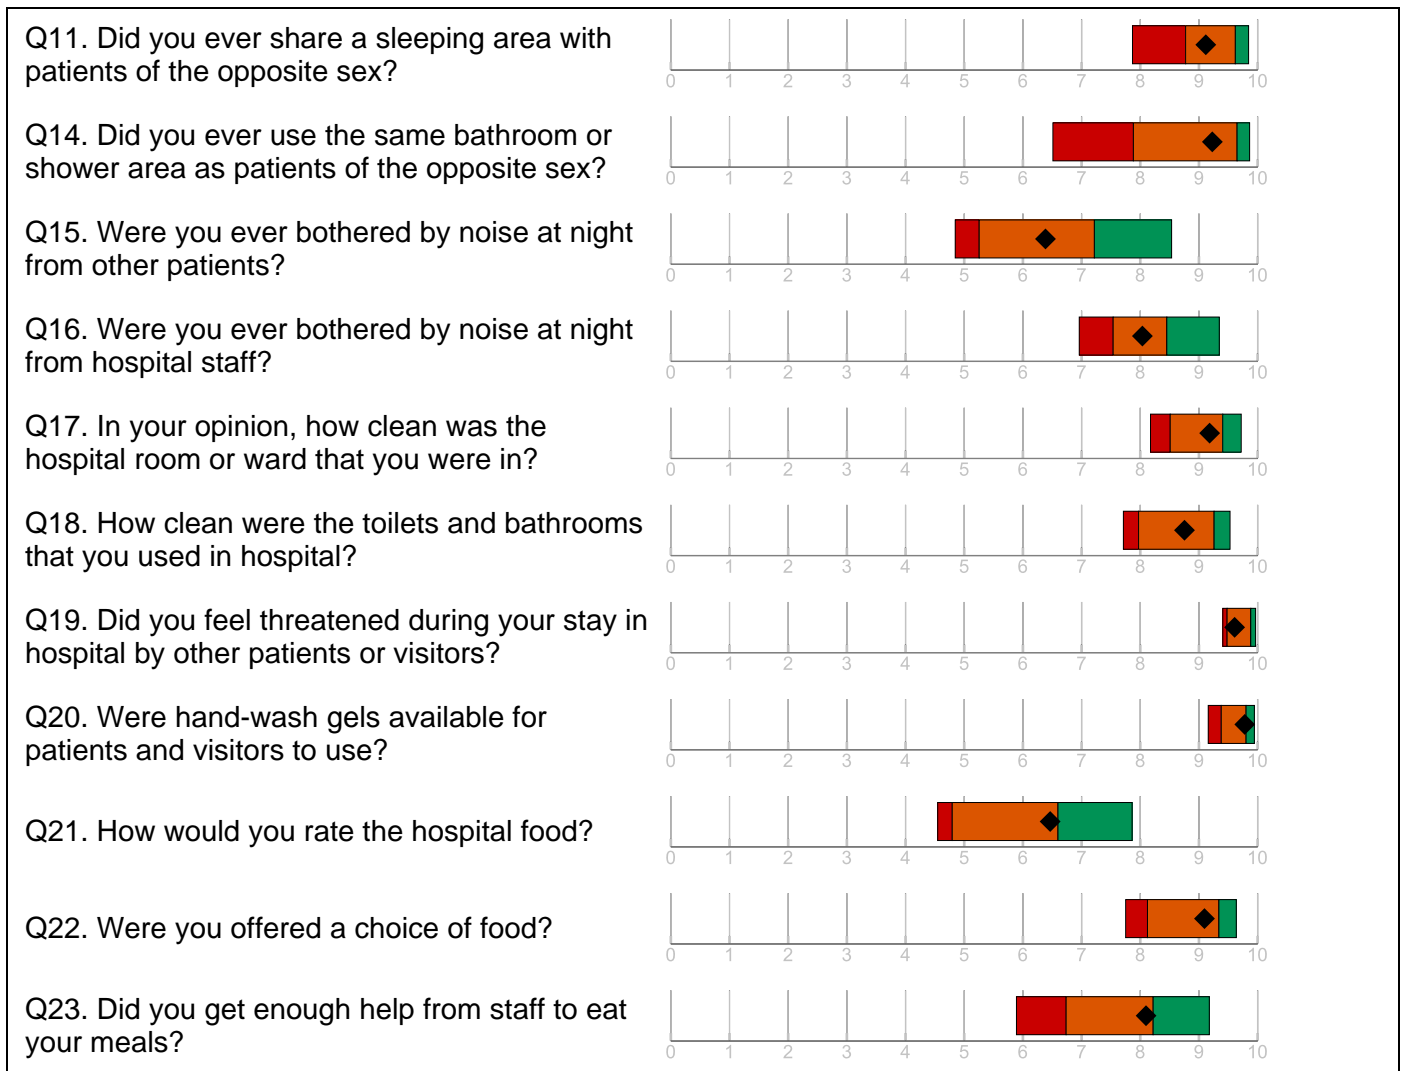 Q11. Did you ever share a sleeping area with
patients of the opposite sex?
0 1 2 3 4 5 6 7 8 9 10
Q14. Did you ever use the same bathroom or
shower area as patients of the opposite sex?
0 1 2 3 4 5 6 7 8 9 10
Q15. Were you ever bothered by noise at night
from other patients?
0 1 2 3 4 5 6 7 8 9 10
Q16. Were you ever bothered by noise at night
from hospital staff?
0 1 2 3 4 5 6 7 8 9 10
Q17. In your opinion, how clean was the
hospital room or ward that you were in?
0 1 2 3 4 5 6 7 8 9 10
Q18. How clean were the toilets and bathrooms
that you used in hospital?
0 1 2 3 4 5 6 7 8 9 10
Q19. Did you feel threatened during your stay in
hospital by other patients or visitors?
0 1 2 3 4 5 6 7 8 9 10
Q20. Were hand-wash gels available for
patients and visitors to use?
0 1 2 3 4 5 6 7 8 9 10
Q21. How would you rate the hospital food?
0 1 2 3 4 5 6 7 8 9 10
Q22. Were you offered a choice of food?
0 1 2 3 4 5 6 7 8 9 10
Q23. Did you get enough help from staff to eat
your meals?
0 1 2 3 4 5 6 7 8 9 10